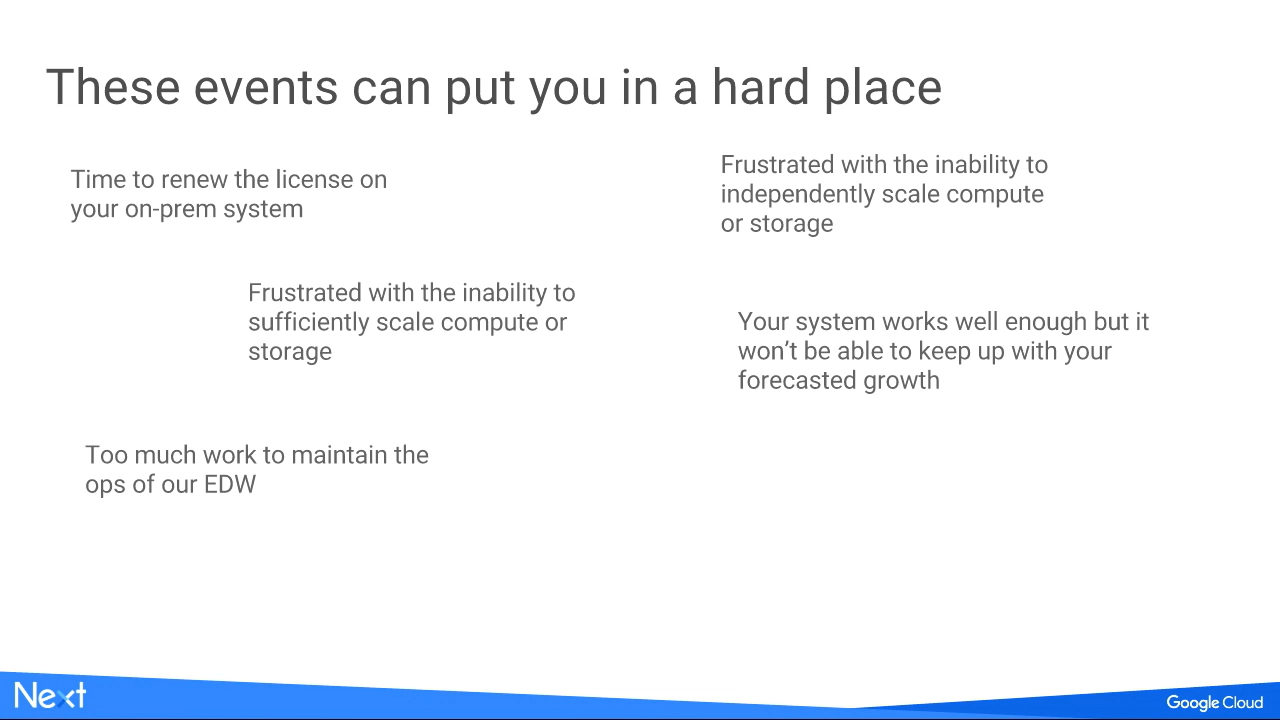 These events can put you in a hard place
Time to renew the license on
your on-prem system
Frustrated with the inability to
independently scale compute
or storage
Frustrated with the inability to
sufficiently scale compute or
storage
Your system works well enough but it
won’t be able to keep up with your
forecasted growth
Too much work to maintain the
ops of our EDW
Next
Google Cloud